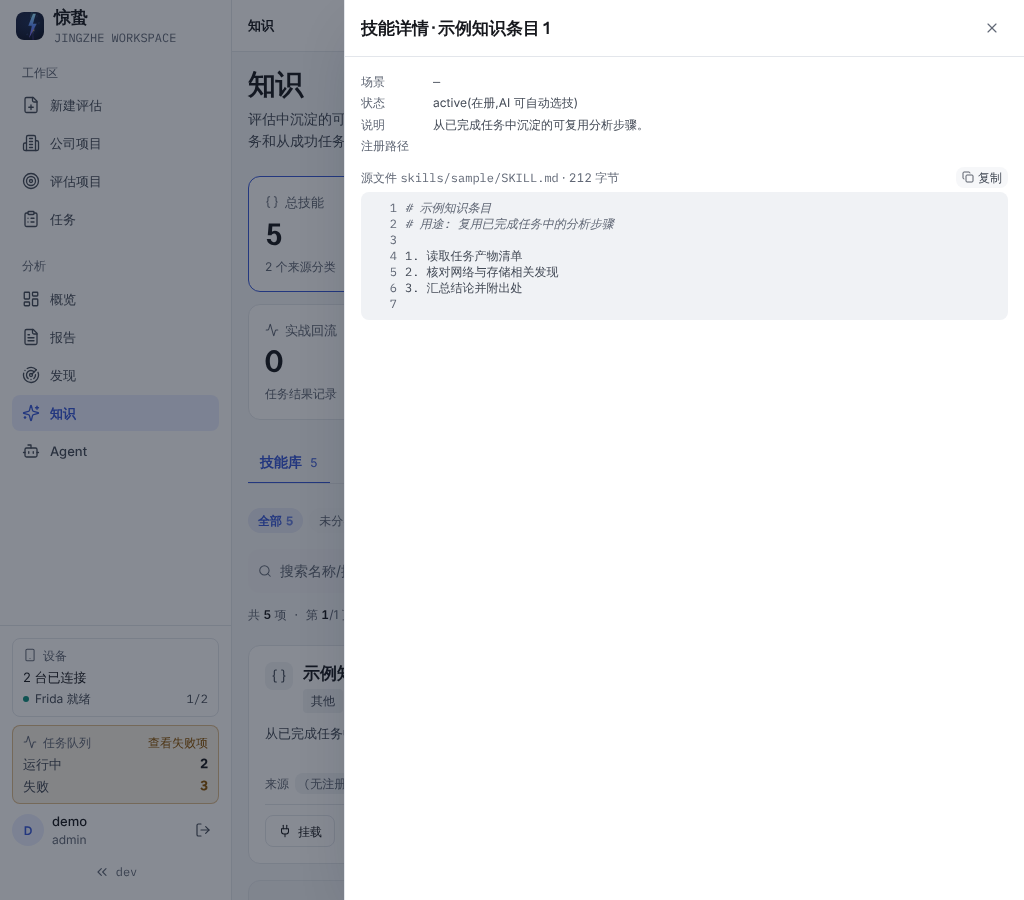 惊蛰
JINGZHE WORKSPACE
工作区
新建评估
公司项目
评估项目
任务
分析
概览
报告
发现
知识
Agent
设备
2 台已连接
Frida 就绪 1/2
任务队列 查看失败项
运行中 2
失败 3
D
demo
admin
dev
知识
知识
评估中沉淀的可
务和从成功任务
总技能
5
2 个来源分类
实战回流
0
任务结果记录
技能库 5
全部 5 未分
搜索名称/
共 5 项 · 第 1/1
示例知
其他
从已完成任务
来源 (无注册
挂载
技能详情 · 示例知识条目 1
场景 —
状态 active(在册,AI 可自动选技)
说明 从已完成任务中沉淀的可复用分析步骤。
注册路径
源文件 skills/sample/SKILL.md · 212 字节 复制
1 # 示例知识条目
2 # 用途: 复用已完成任务中的分析步骤
3
4 1. 读取任务产物清单
5 2. 核对网络与存储相关发现
6 3. 汇总结论并附出处
7